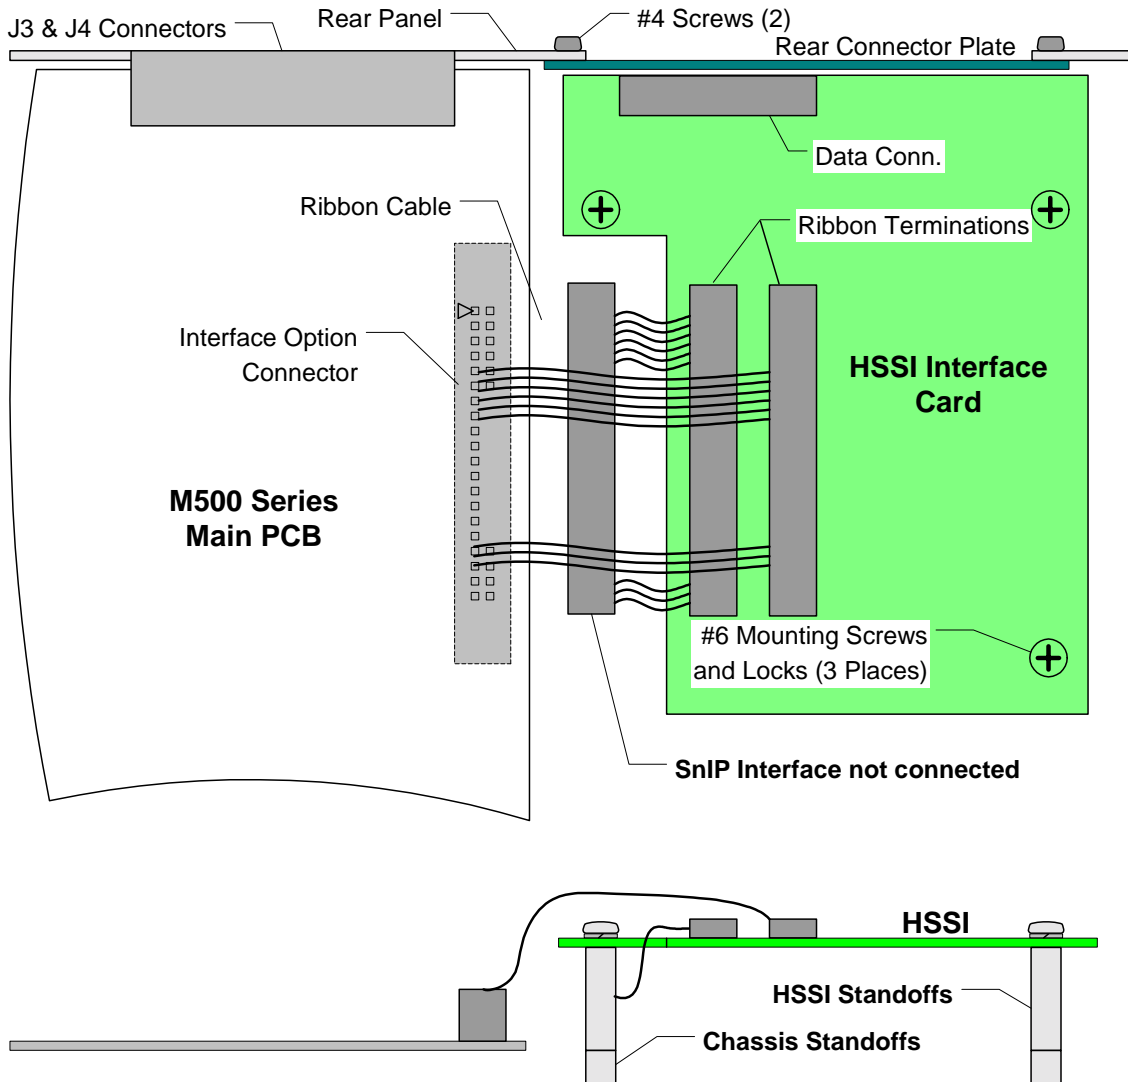 J3 & J4 Connectors
Rear Panel
#4 Screws (2)
Rear Connector Plate
Data Conn.
Ribbon Cable
Ribbon Terminations
Interface Option
Connector
HSSI Interface
Card
M500 Series
Main PCB
#6 Mounting Screws
and Locks (3 Places)
SnIP Interface not connected
HSSI
HSSI Standoffs
Chassis Standoffs